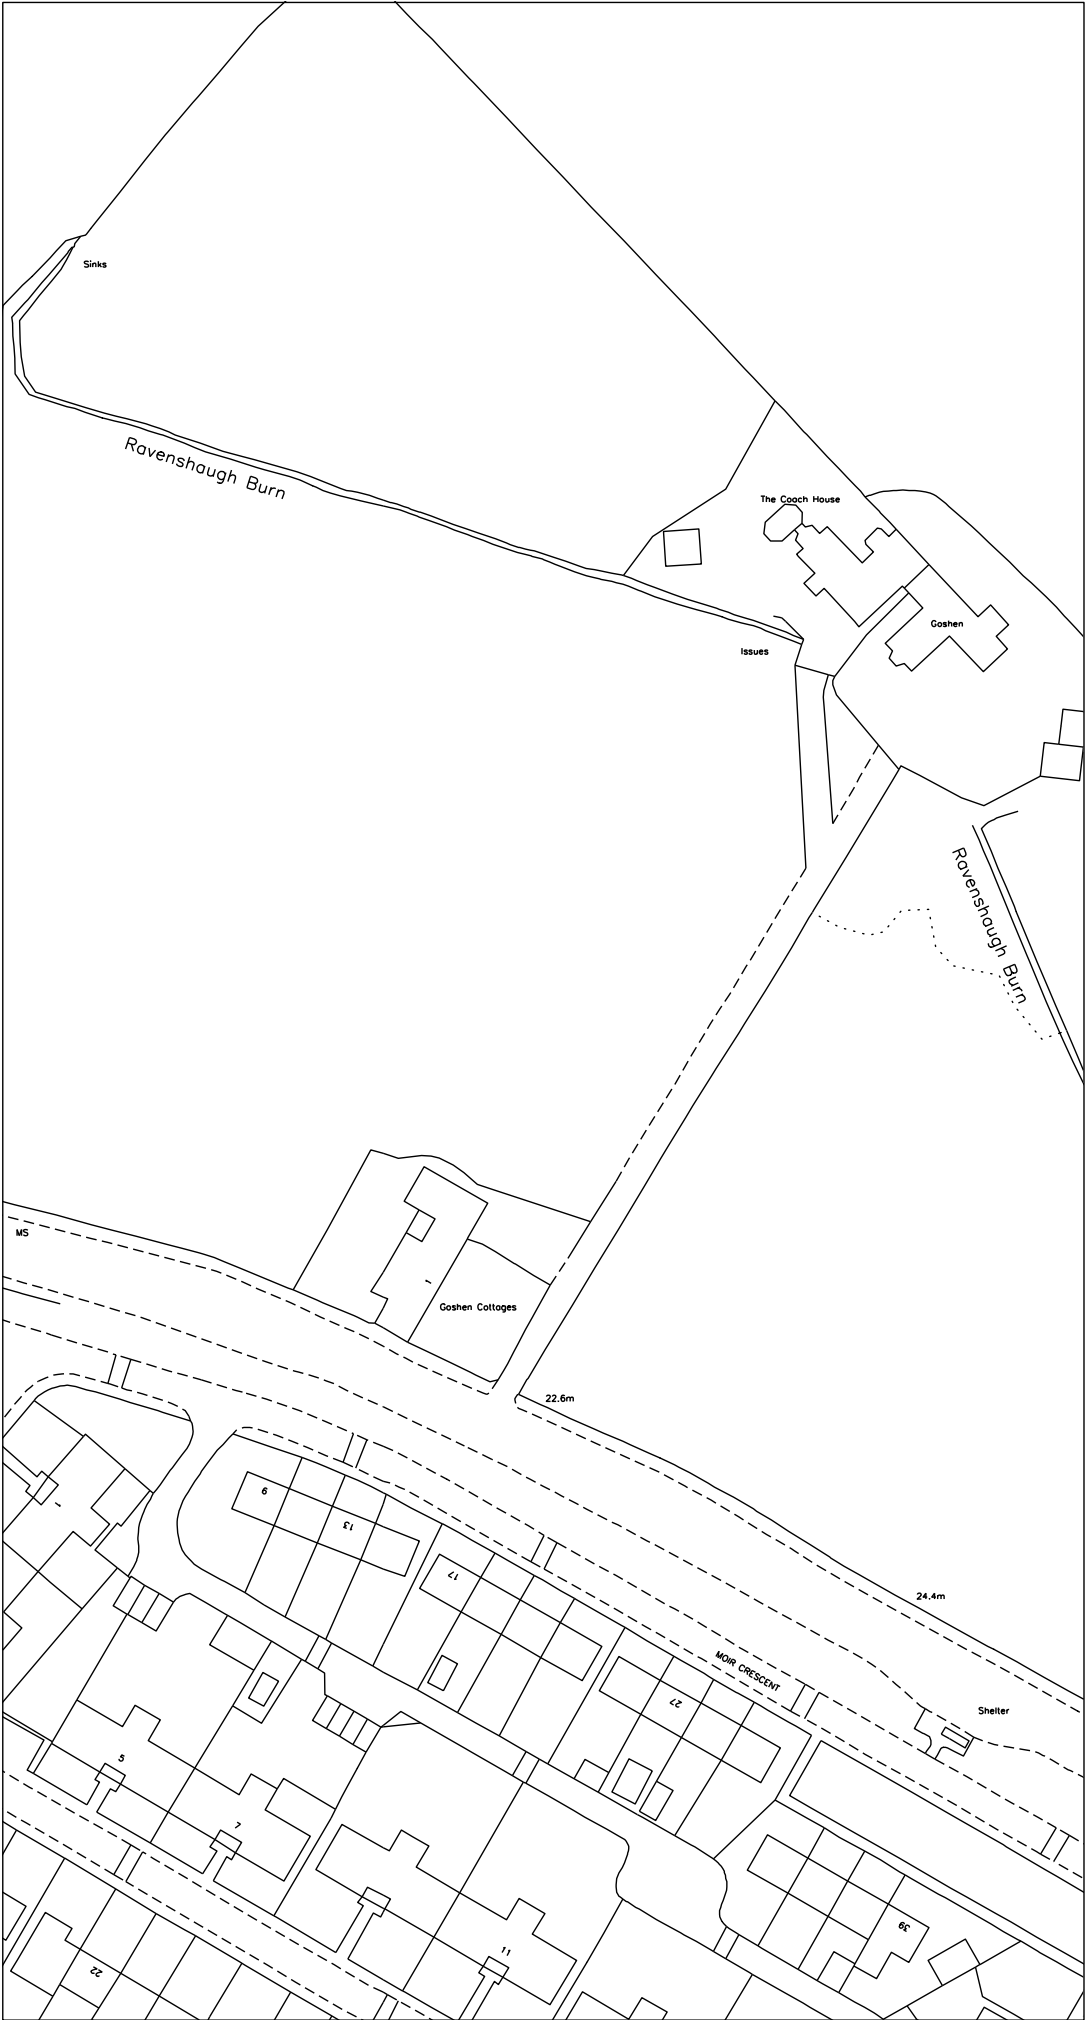 Sinks
Ravenshaugh Burn
The Coach House
Goshen
Issues
Ravenshaugh Burn
MS
Goshen Cottages
22.6m
9
13
17
24.4m
MOIR CRESCENT
27
Shelter
5
7
39
11
22